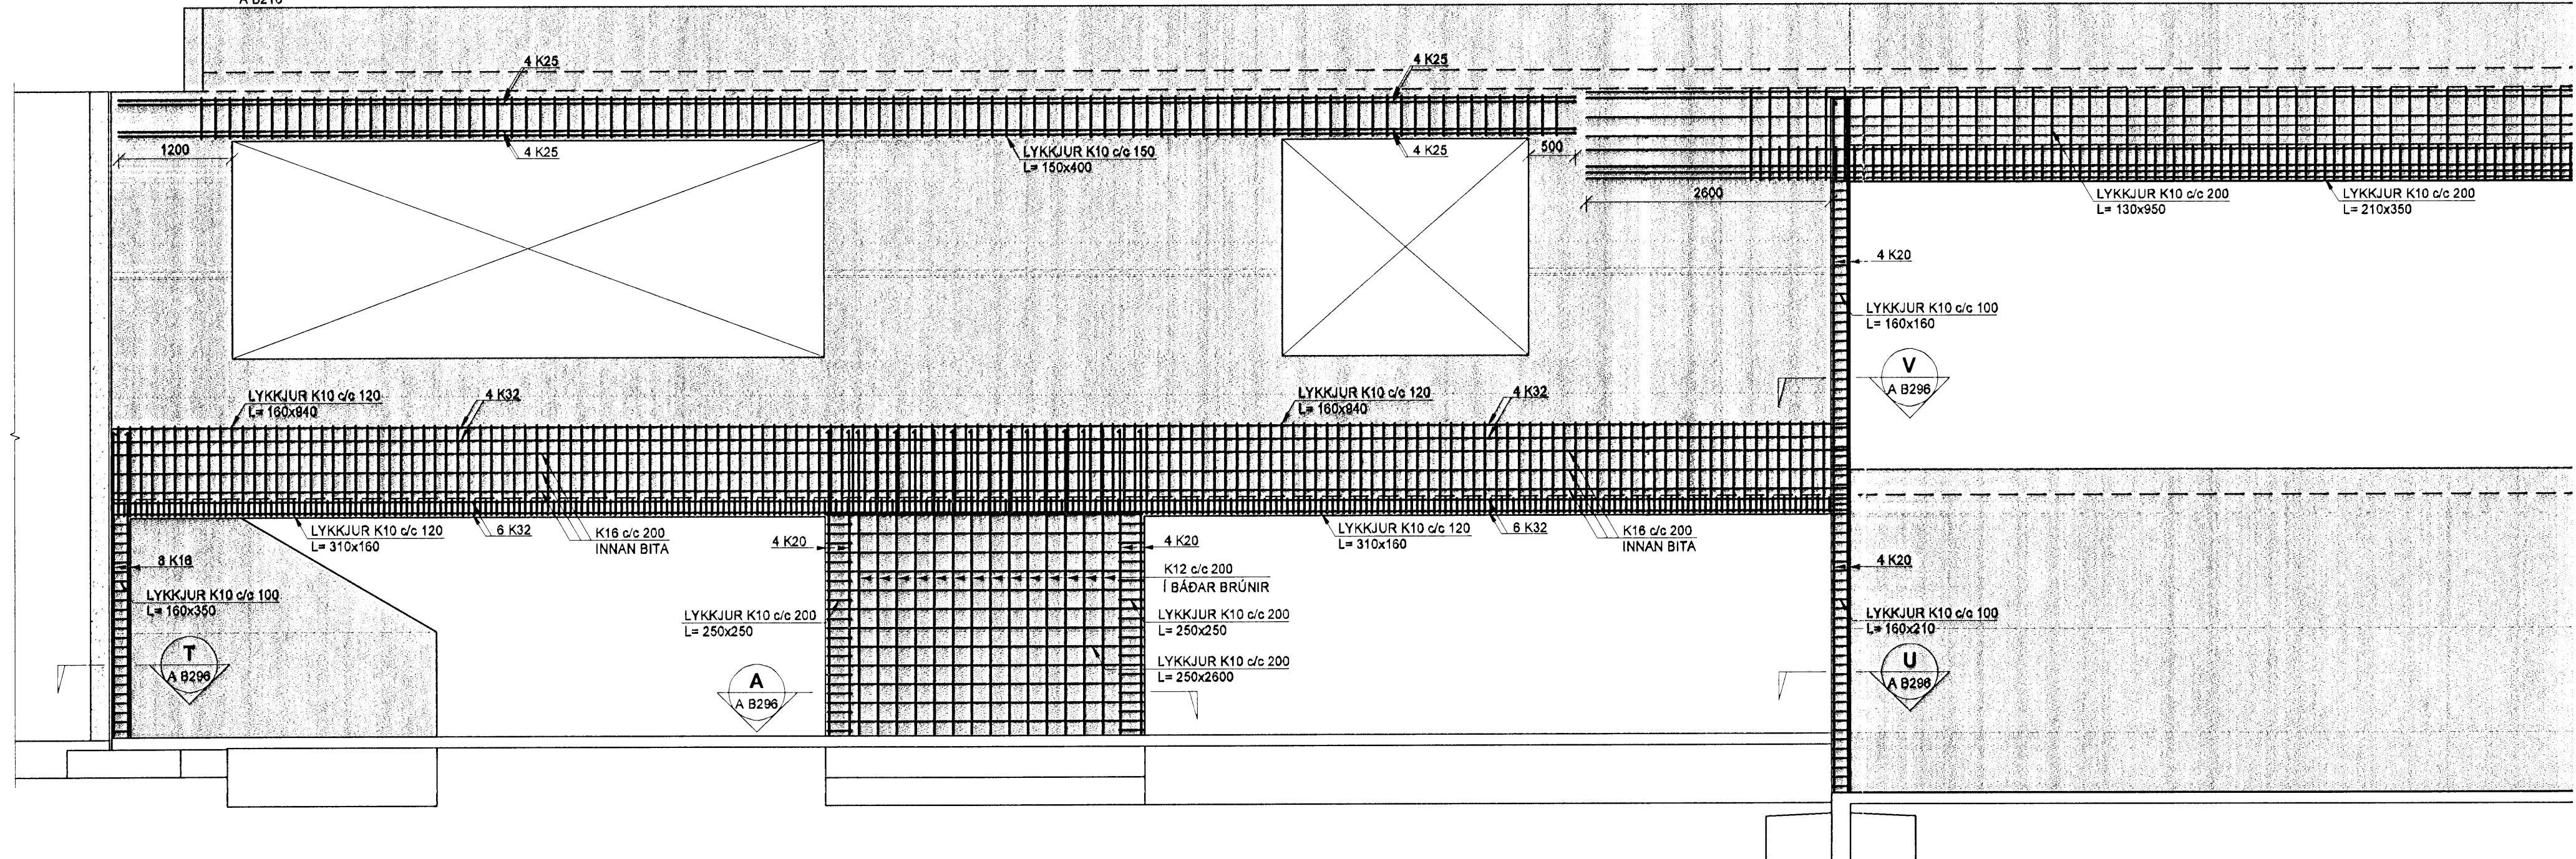 4 K25
4 K25
4 K25
4 K25
1200
500
2600
LYKKJUR K10 c/c 150
L= 150x400
LYKKJUR K10 c/c 200
L= 130x950
LYKKJUR K10 c/c 200
L= 210x350
4 K20
LYKKJUR K10 c/c 100
L= 160x160
V
A B296
LYKKJUR K10 c/c 120
L= 160x940
4 K32
LYKKJUR K10 c/c 120
L= 160x940
4 K32
LYKKJUR K10 c/c 120
L= 310x160
6 K32
K16 c/c 200
INNAN BITA
4 K20
4 K20
LYKKJUR K10 c/c 120
L= 310x160
6 K32
K16 c/c 200
INNAN BITA
8 K16
LYKKJUR K10 c/c 100
L= 160x350
K12 c/c 200
Í BÁÐAR BRÚNIR
4 K20
LYKKJUR K10 c/c 200
L= 250x250
LYKKJUR K10 c/c 200
L= 250x250
LYKKJUR K10 c/c 100
L= 160x210
LYKKJUR K10 c/c 200
L= 250x2600
T
A B296
A
A B296
U
A B296